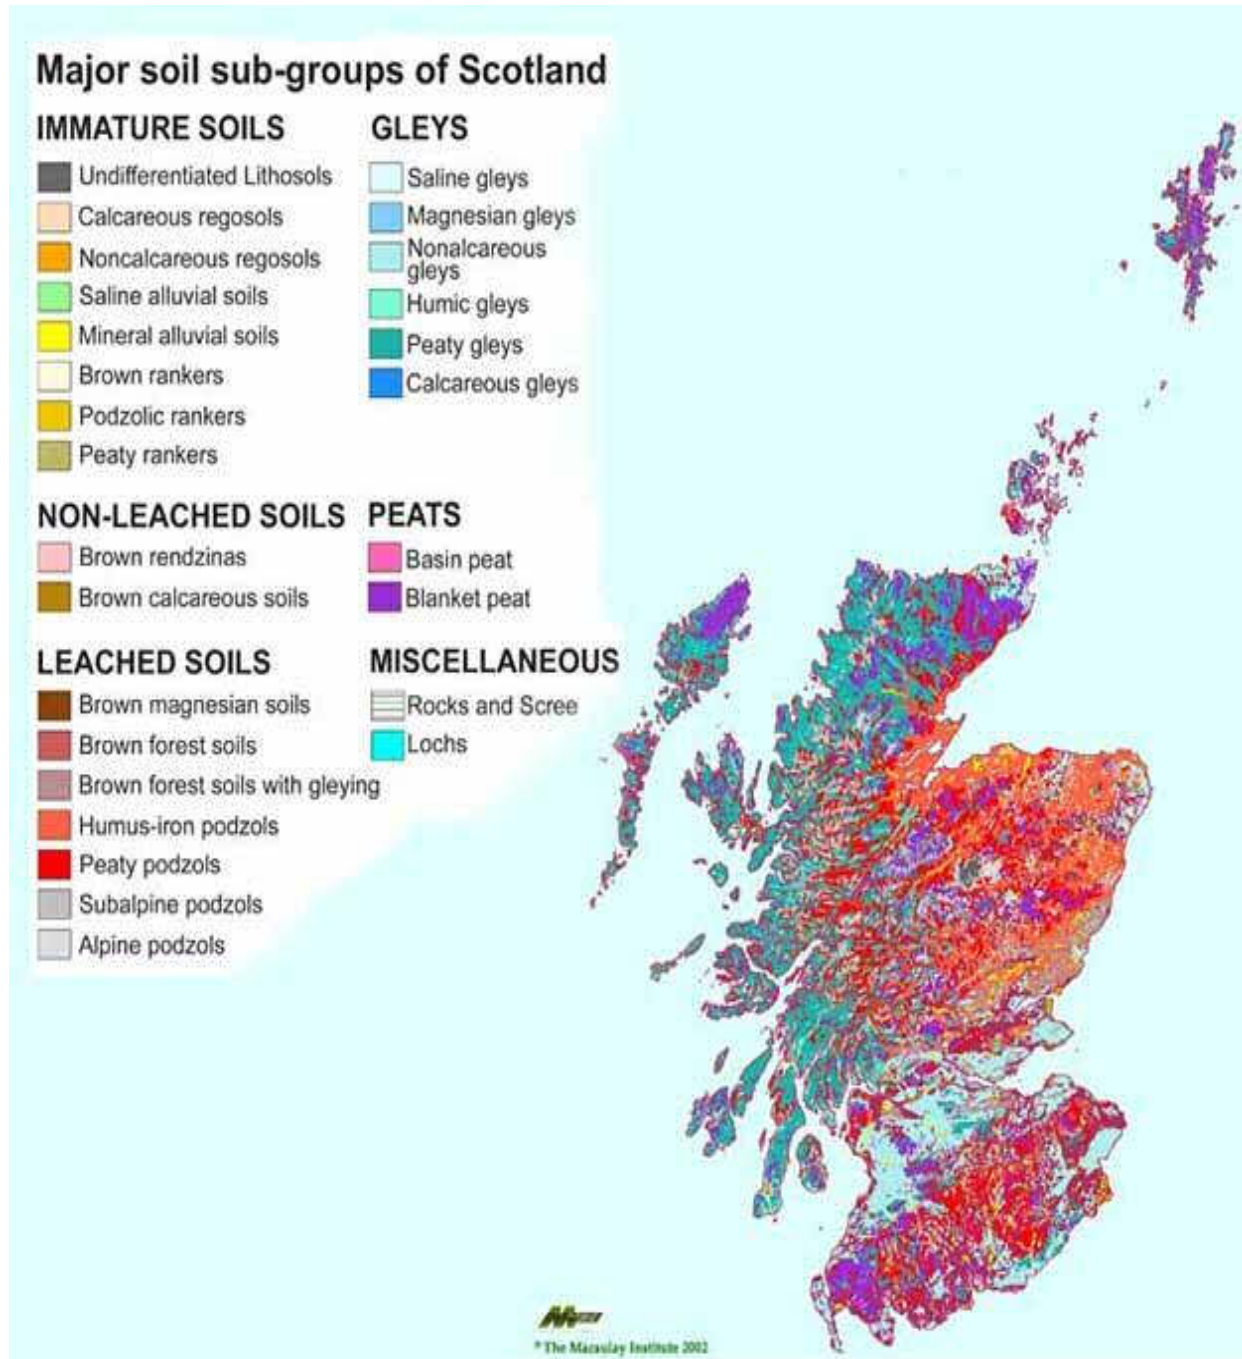 Major soil sub-groups of Scotland
IMMATURE SOILS
Undifferentiated Lithosols
Calcareous regosols
Noncalcareous regosols
Saline alluvial soils
Mineral alluvial soils
Brown rankers
Podzolic rankers
Peaty rankers
GLEYS
Saline gleys
Magnesian gleys
Nonalcareous
gleys
Humic gleys
Peaty gleys
Calcareous gleys
NON-LEACHED SOILS
Brown rendzinas
Brown calcareous soils
PEATS
Basin peat
Blanket peat
LEACHED SOILS
Brown magnesian soils
Brown forest soils
Brown forest soils with gleying
Humus-iron podzols
Peaty podzols
Subalpine podzols
Alpine podzols
MISCELLANEOUS
Rocks and Scree
Lochs
© The Macaulay Institute 2002